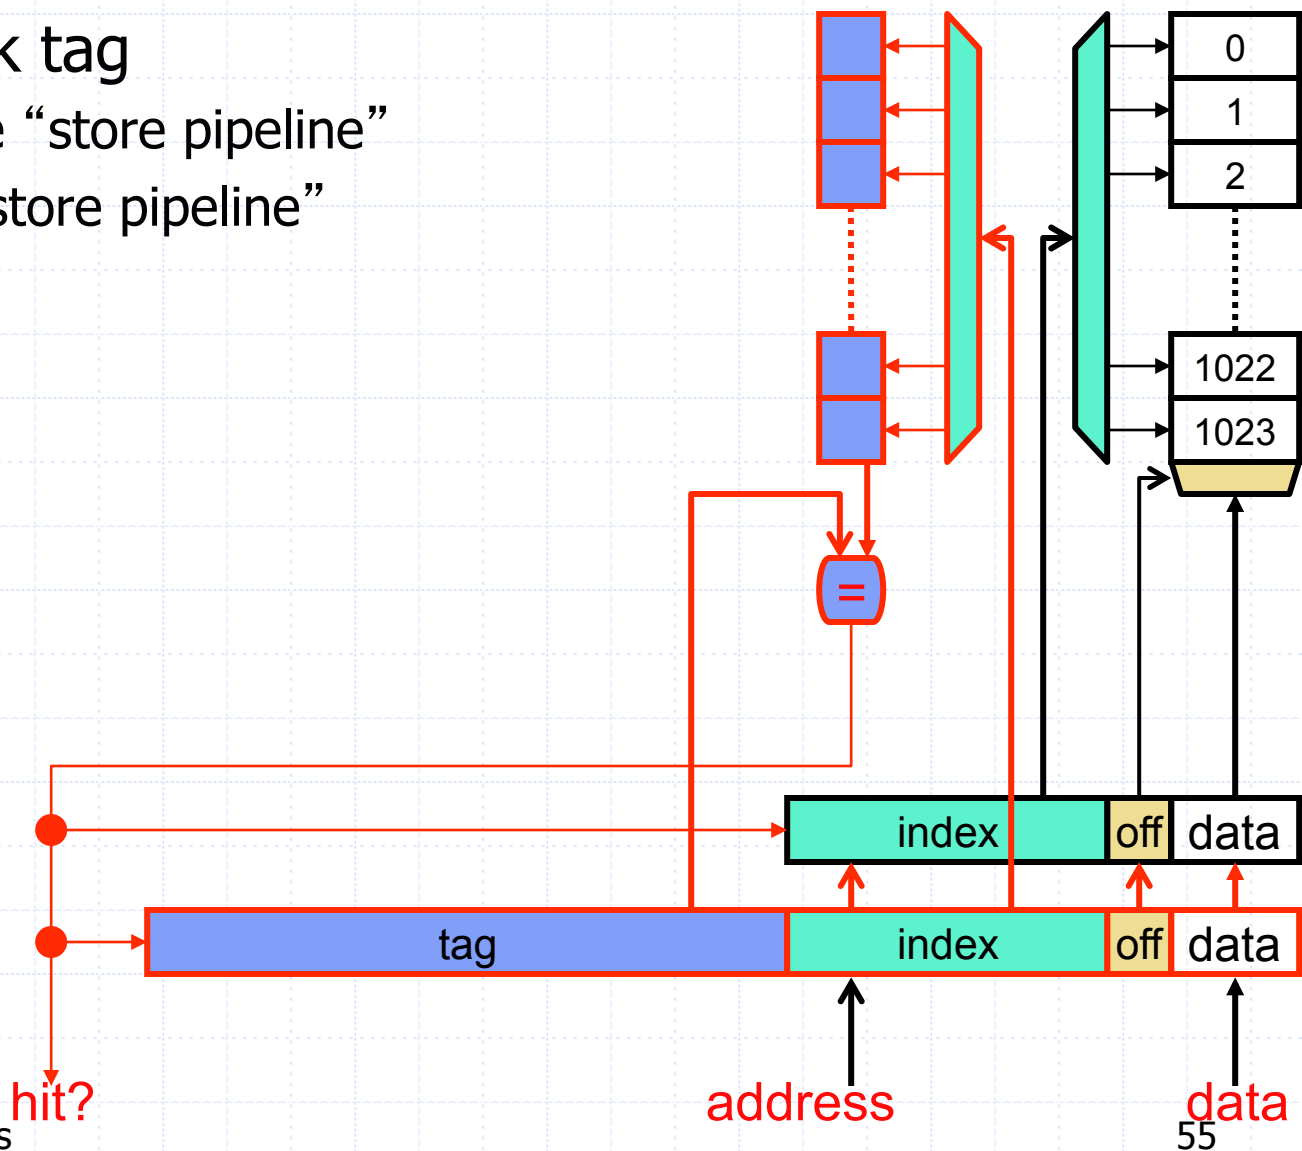 k tag
e “store pipeline”
store pipeline”
0
1
2
1022
1023
=
index off data
tag index off data
hit? address data
s 55